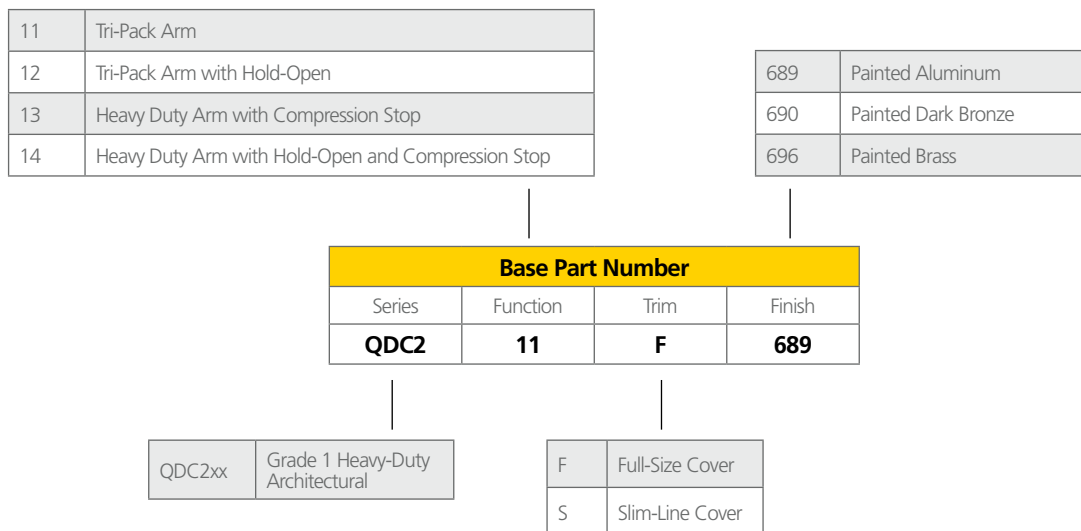 11 Tri-Pack Arm
12 Tri-Pack Arm with Hold-Open
13 Heavy Duty Arm with Compression Stop
14 Heavy Duty Arm with Hold-Open and Compression Stop
689 Painted Aluminum
690 Painted Dark Bronze
696 Painted Brass
Base Part Number
Series Function Trim Finish
QDC2 11 F 689
QDC2xx Grade 1 Heavy-Duty
Architectural
F Full-Size Cover
S Slim-Line Cover